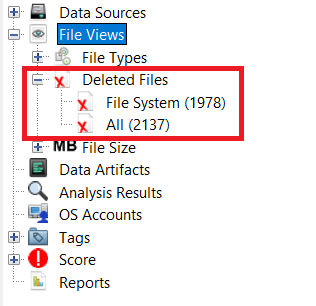 Data Sources
File Views
File Types
Deleted Files
File System (1978)
All (2137)
MB File Size
Data Artifacts
Analysis Results
OS Accounts
Tags
Score
Reports